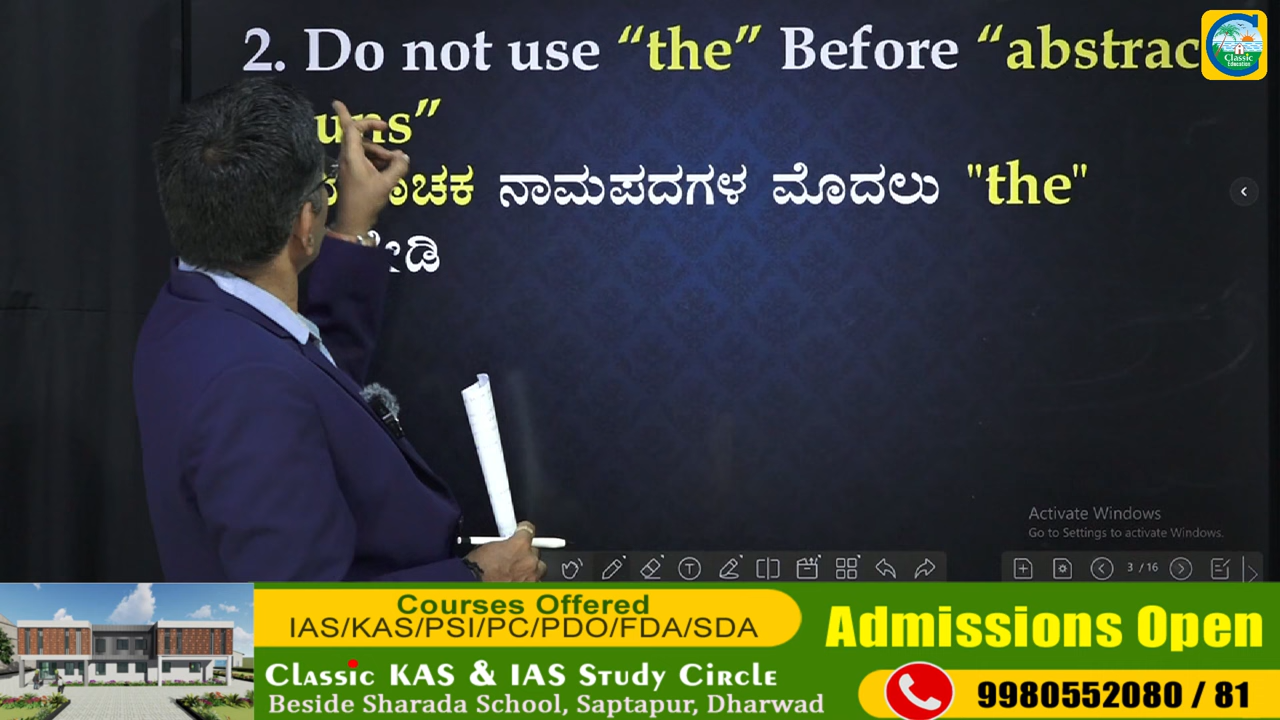 2. Do not use “the” Before “abstrac
uns”
ಾಚಕ ನಾಮಪದಗಳ ಮೊದಲು "the"
ೇಡಿ
Classic
Education
Activate Windows
Go to Settings to activate Windows.
3 / 16
Courses Offered
IAS/KAS/PSI/PC/PDO/FDA/SDA
Admissions Open
Classic KAS & IAS Study Circle
Beside Sharada School, Saptapur, Dharwad
9980552080 / 81